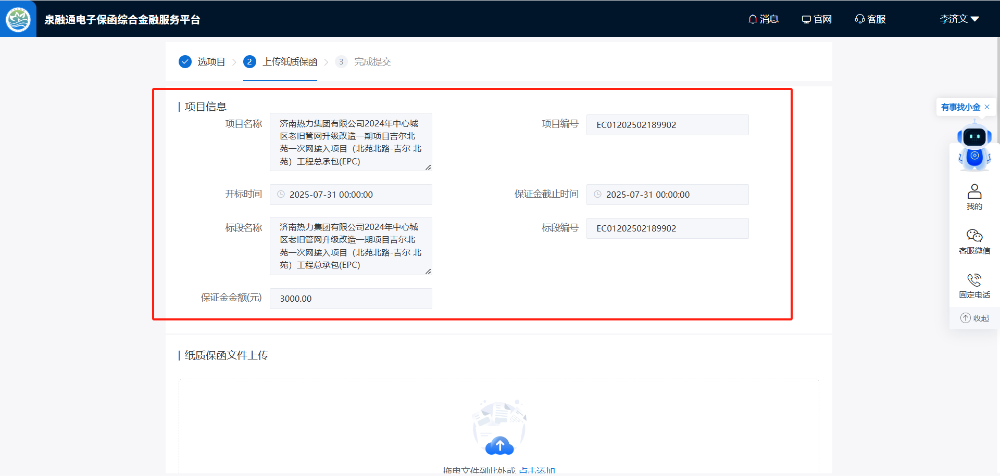 泉融通电子保函综合金融服务平台
消息
官网
客服
李济文
选项目
2 上传纸质保函
3 完成提交
项目信息
项目名称
济南热力集团有限公司2024年中心城
区老旧管网升级改造一期项目吉尔北
苑一次网接入项目（北苑北路-吉尔 北
苑）工程总承包(EPC)
项目编号
EC01202502189902
开标时间
2025-07-31 00:00:00
保证金截止时间
2025-07-31 00:00:00
标段名称
济南热力集团有限公司2024年中心城
区老旧管网升级改造一期项目吉尔北
苑一次网接入项目（北苑北路-吉尔 北
苑）工程总承包(EPC)
标段编号
EC01202502189902
保证金金额(元)
3000.00
纸质保函文件上传
拖曳文件到此处或 点击添加
有事找小金
我的
客服微信
固定电话
收起